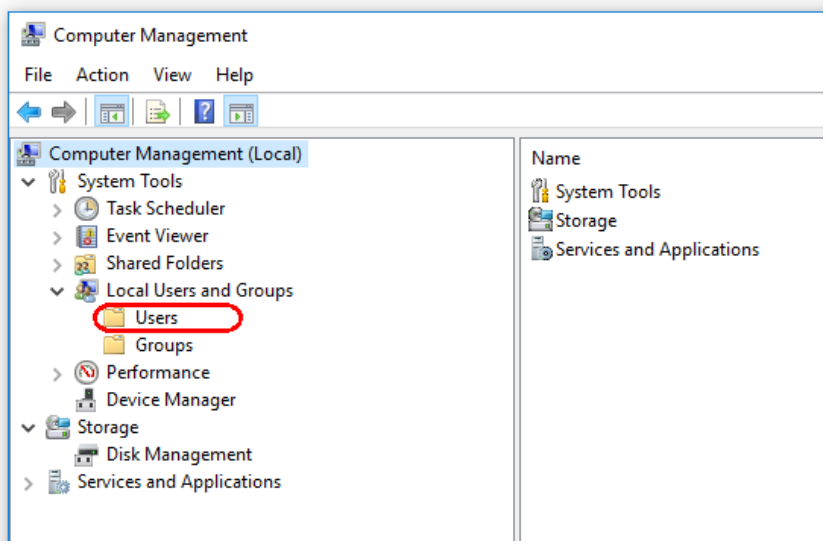 Computer Management
File Action View Help
Computer Management (Local)
System Tools
Task Scheduler
Event Viewer
Shared Folders
Local Users and Groups
Users
Groups
Performance
Device Manager
Storage
Disk Management
Services and Applications
Name
System Tools
Storage
Services and Applications